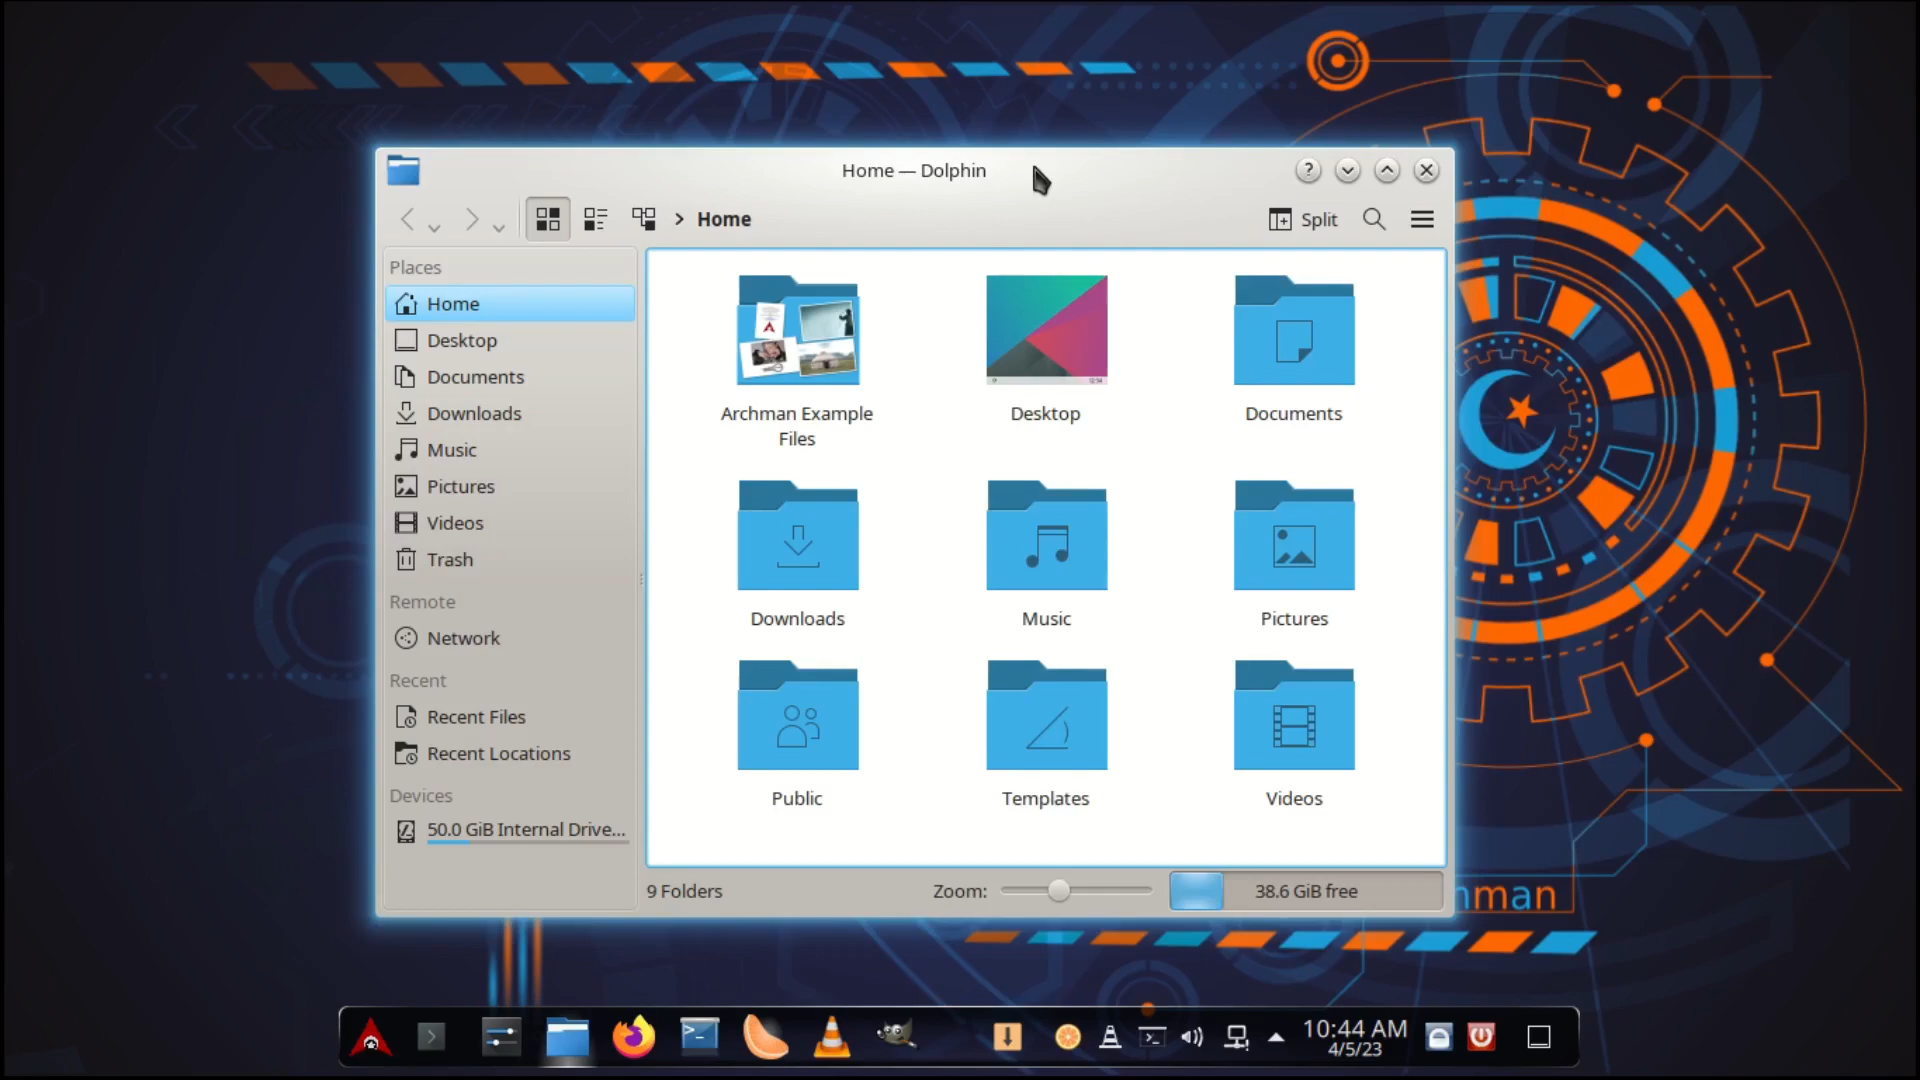 Home — Dolphin
Home
Split
Places
Home
Desktop
Documents
Downloads
Music
Pictures
Videos
Trash
Remote
Network
Recent
Recent Files
Recent Locations
Devices
50.0 GiB Internal Drive...
Archman Example
Files
Desktop
Documents
Downloads
Music
Pictures
Public
Templates
Videos
9 Folders
Zoom:
38.6 GiB free
hman
10:44 AM
4/5/23